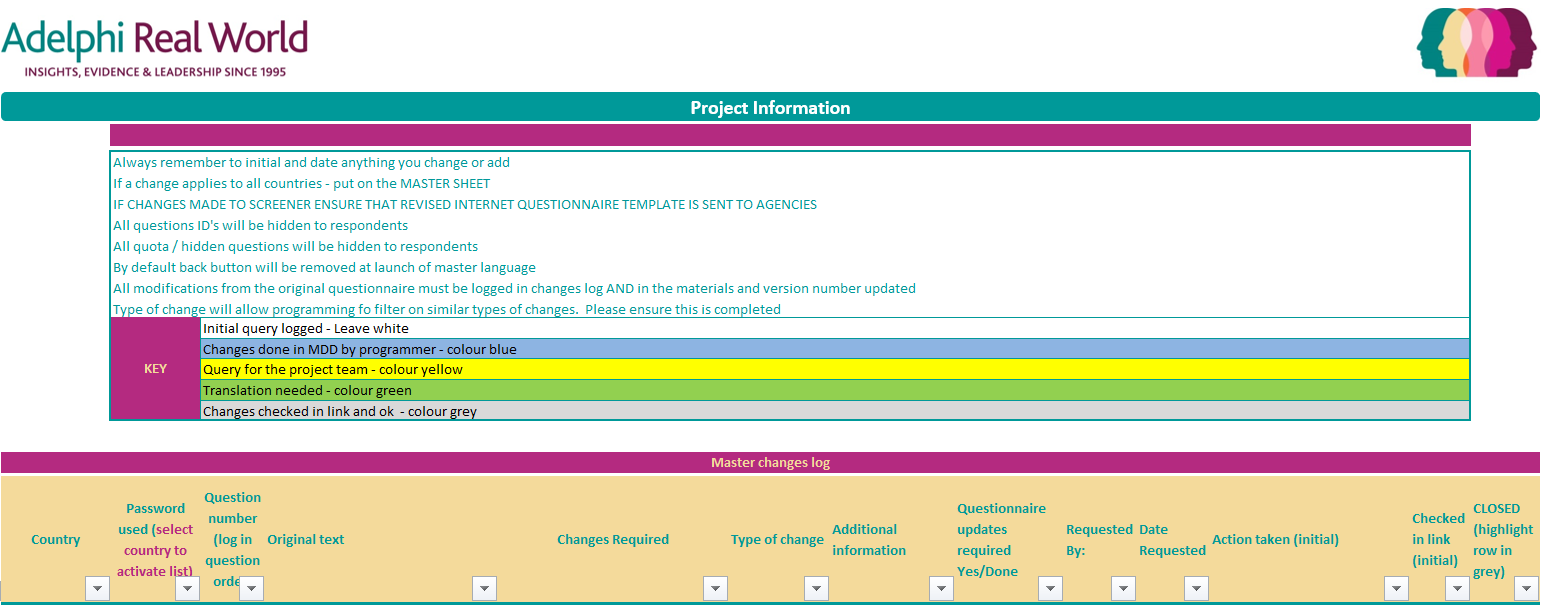 Adelphi Real World
INSIGHTS, EVIDENCE & LEADERSHIP SINCE 1995
Project Information
Always remember to initial and date anything you change or add
If a change applies to all countries - put on the MASTER SHEET
IF CHANGES MADE TO SCREENER ENSURE THAT REVISED INTERNET QUESTIONNAIRE TEMPLATE IS SENT TO AGENCIES
All questions ID's will be hidden to respondents
All quota / hidden questions will be hidden to respondents
By default back button will be removed at launch of master language
All modifications from the original questionnaire must be logged in changes log AND in the materials and version number updated
Type of change will allow programming fo filter on similar types of changes.  Please ensure this is completed
KEY
Initial query logged - Leave white
Changes done in MDD by programmer - colour blue
Query for the project team - colour yellow
Translation needed - colour green
Changes checked in link and ok  - colour grey
Master changes log
Country
Password
used (select
country to
activate list)
Question
number
(log in
question
orde
Original text
Changes Required
Type of change
Additional
information
Questionnaire
updates
required
Yes/Done
Requested
By:
Date
Requested
Action taken (initial)
Checked
in link
(initial)
CLOSED
(highlight
row in
grey)